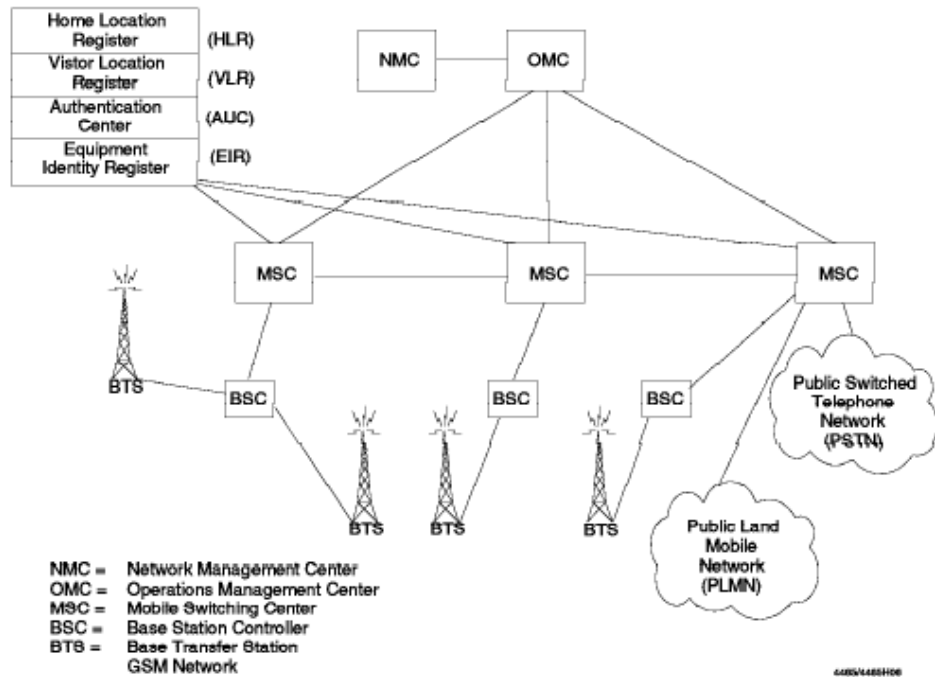 Home Location
Register
(HLR)
Vistor Location
Register
(VLR)
Authentication
Center
(AUC)
Equipment
Identity Register
(EIR)
NMC
OMC
MSC
MSC
MSC
BTS
BSC
BSC
BSC
BTS
BTS
BTS
Public Switched
Telephone
Network
(PSTN)
Public Land
Mobile
Network
(PLMN)
NMC = Network Management Center
OMC = Operations Management Center
MSC = Mobile Switching Center
BSC = Base Station Controller
BTS = Base Transfer Station
GSM Network